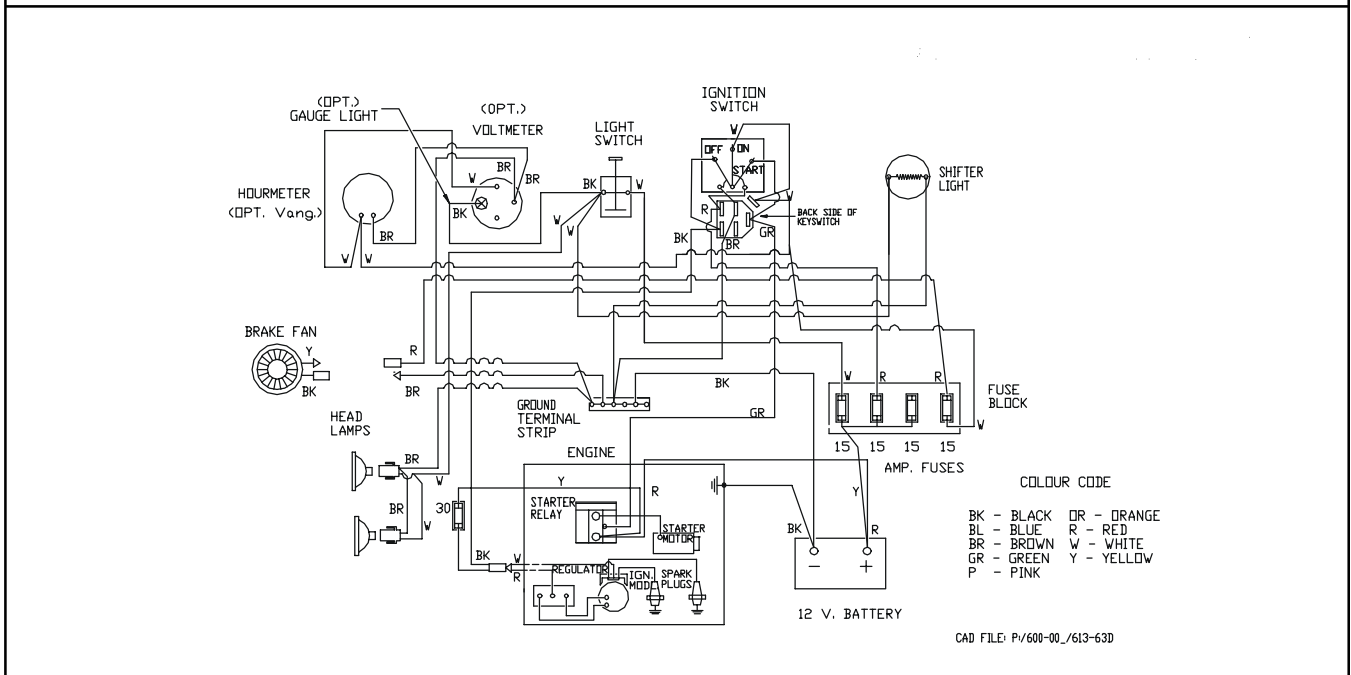 (OPT.)
GAUGE LIGHT
(OPT.)
VOLTMETER
LIGHT
SWITCH
IGNITION
SWITCH
W
OFF
ON
START
SHIFTER
LIGHT
HOURMETER
(OPT. Vang.)
W
BR
BR
BK
BK
W
W
W
R
W
BACK SIDE OF
KEYSWITCH
GR
BK
BR
BR
W
W
BRAKE FAN
Y
BK
R
BR
BK
GR
W
R
R
W
FUSE
BLOCK
15
15
15
15
AMP. FUSES
GROUND
TERMINAL
STRIP
HEAD
LAMPS
BR
W
BR
W
ENGINE
30
Y
STARTER
RELAY
R
STARTER
MOTOR
BK
W
R
REGULATOR
IGN.
MOD.
SPARK
PLUGS
BK
Y
R
-
+
12 V. BATTERY
COLOUR CODE
BK - BLACK OR - ORANGE
BL - BLUE R - RED
BR - BROWN W - WHITE
GR - GREEN Y - YELLOW
P - PINK
CAD FILE: P:/600-00_/613-63D